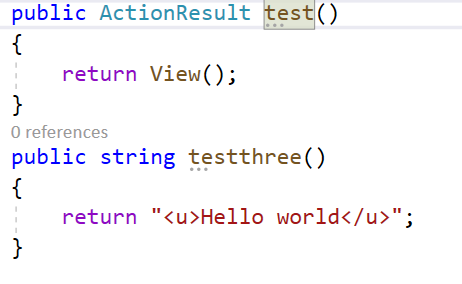 public ActionResult test()
{
    return View();
}
0 references
public string testthree()
{
    return "<u>Hello world</u>";
}